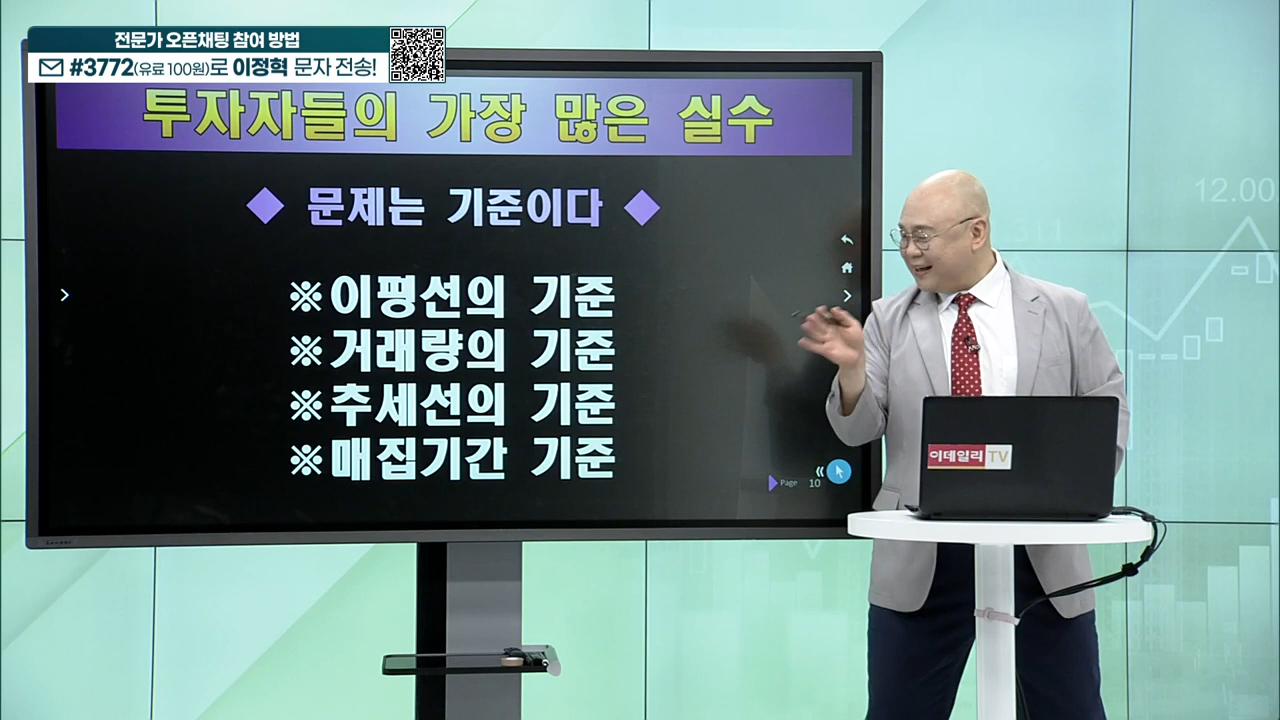 전문가 오픈채팅 참여 방법
#3772(유료 100원)로 이정혁 문자 전송!
투자자들의 가장 많은 실수
◆ 문제는 기준이다 ◆
※이평선의 기준
※거래량의 기준
※추세선의 기준
※매집기간 기준
Page 10
이데일리 TV
12.00